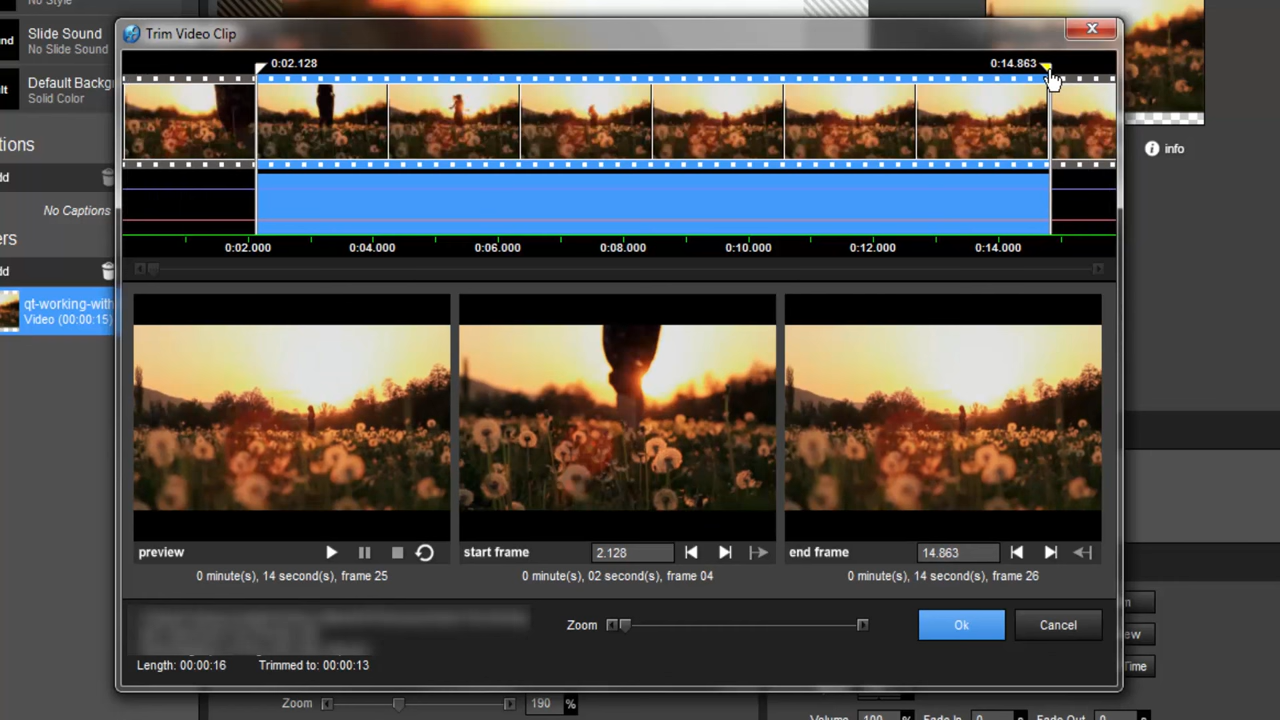 No Style
Slide Sound
No Slide Sound
Default Backg
Solid Color
No Captions
qt-working-with
Video (00:00:15)
Trim Video Clip
0:02.128
0:14.863
0:02.000 0:04.000 0:06.000 0:08.000 0:10.000 0:12.000 0:14.000
preview
0 minute(s), 14 second(s), frame 25
start frame 2.128
0 minute(s), 02 second(s), frame 04
end frame 14.863
0 minute(s), 14 second(s), frame 26
Zoom
Ok
Cancel
Length: 00:00:16 Trimmed to: 00:00:13
info
Zoom 190 %
Time
Volume 100 % Fade In 0 s Fade Out 0 s